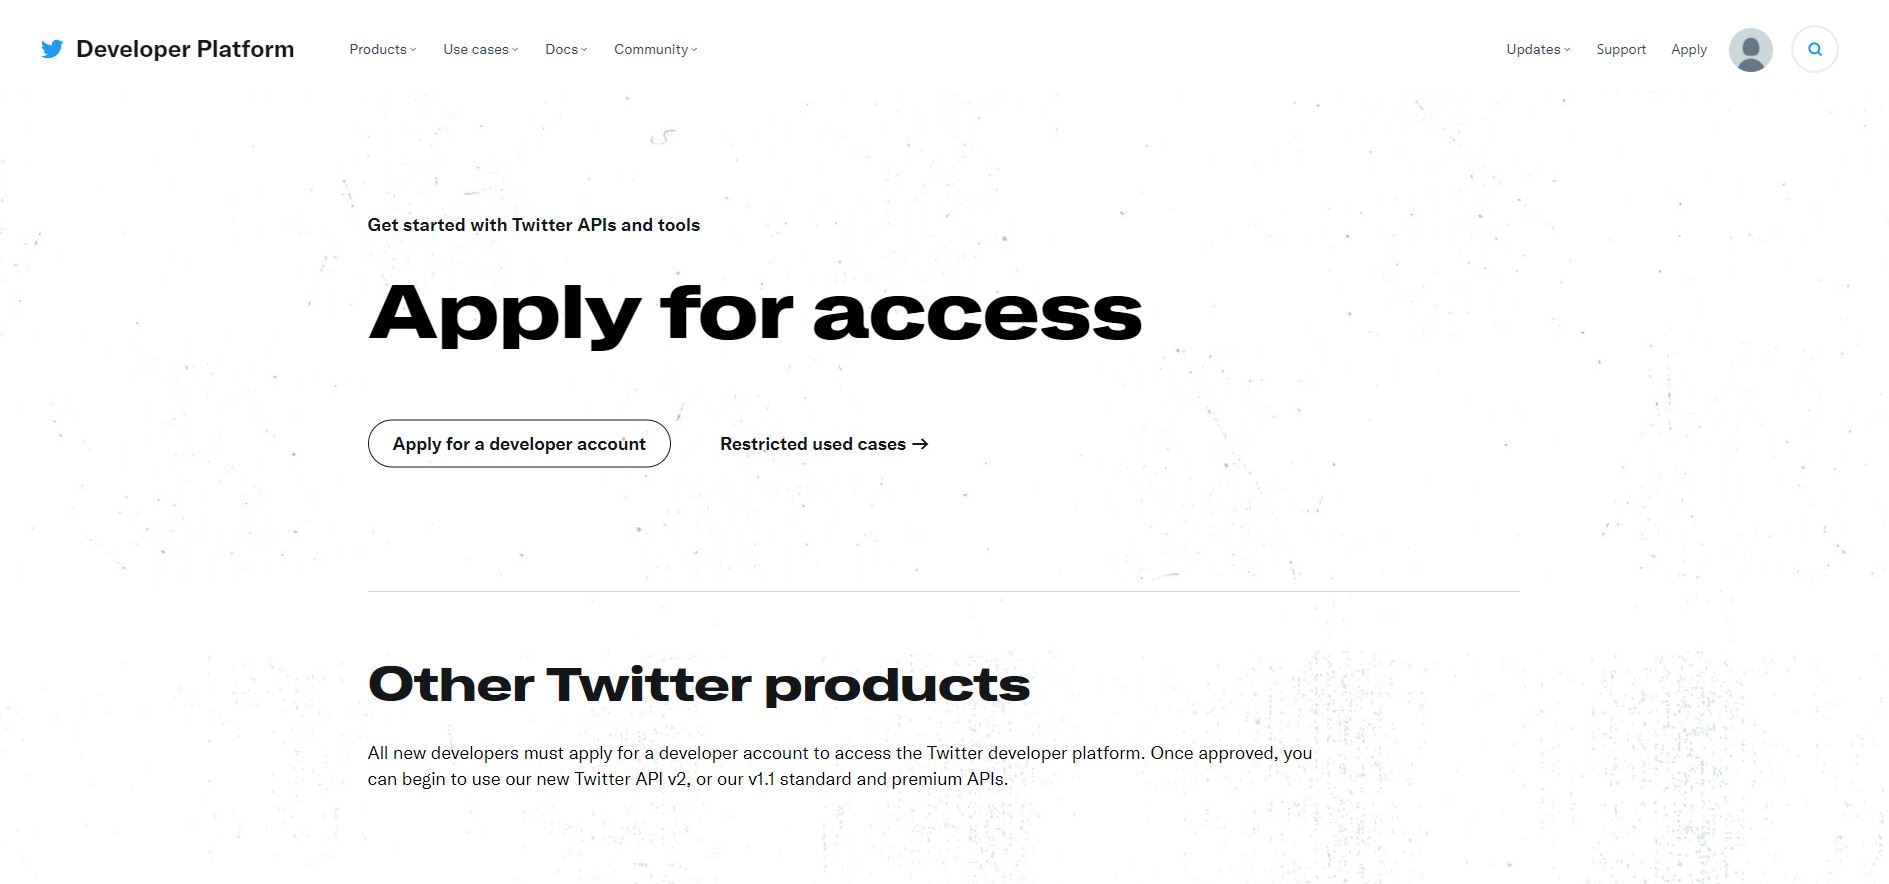 Developer Platform
Products
Use cases
Docs
Community
Updates
Support
Apply
Get started with Twitter APIs and tools
Apply for access
Apply for a developer account
Restricted used cases →
Other Twitter products
All new developers must apply for a developer account to access the Twitter developer platform. Once approved, you
can begin to use our new Twitter API v2, or our v1.1 standard and premium APIs.